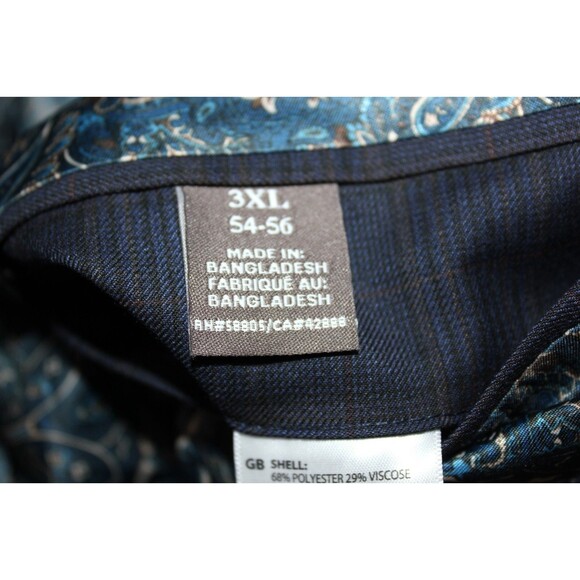 3XL
54-56
MADE IN:
BANGLADESH
FABRIQUÉ AU:
BANGLADESH
RN#58805/CA#42888
GB SHELL:
68% POLYESTER 29% VISCOSE